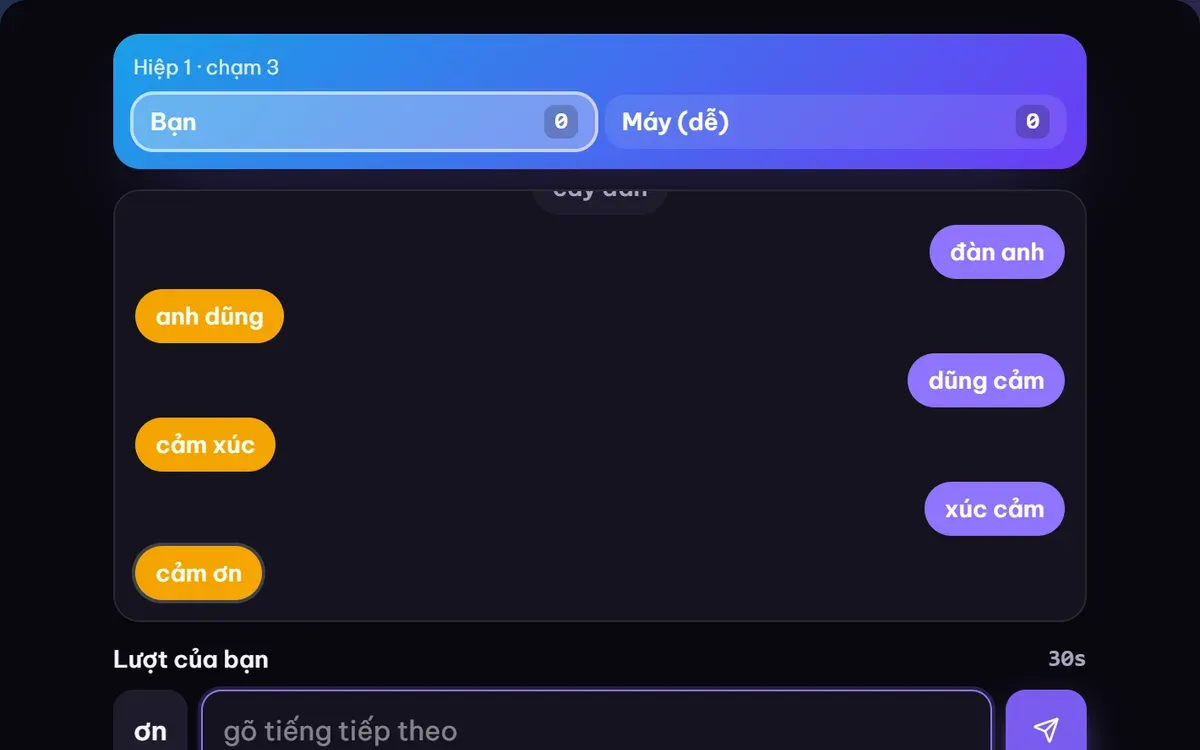 Hiệp 1 · chạm 3
Bạn 0 Máy (dễ) 0
đàn anh
anh dũng
dũng cảm
cảm xúc
xúc cảm
cảm ơn
Lượt của bạn 30s
ơn gõ tiếng tiếp theo